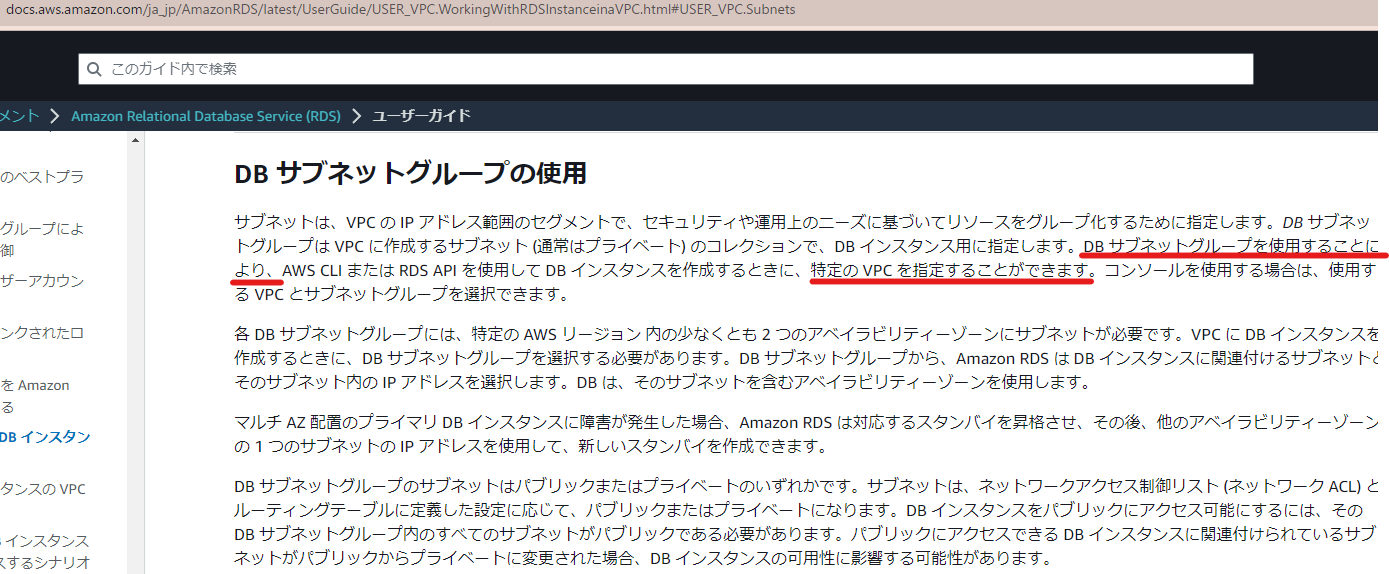 docs.aws.amazon.com/ja_jp/AmazonRDS/latest/UserGuide/USER_VPC.WorkingWithRDSInstanceinaVPC.html#USER_VPC.Subnets
このガイド内で検索
メント > Amazon Relational Database Service (RDS) > ユーザーガイド
のベストプラ
グループによ
御
ザーアカウン
ンクされたロ
を Amazon
る
DB インスタン
タンスの VPC
インスタンス
スするシナリオ
DB サブネットグループの使用
サブネットは、VPC の IP アドレス範囲のセグメントで、セキュリティや運用上のニーズに基づいてリソースをグループ化するために指定します。DB サブネッ
トグループは VPC に作成するサブネット (通常はプライベート) のコレクションで、DB インスタンス用に指定します。DB サブネットグループを使用することに
より、AWS CLI または RDS API を使用して DB インスタンスを作成するときに、特定の VPC を指定することができます。コンソールを使用する場合は、使用す
る VPC とサブネットグループを選択できます。
各 DB サブネットグループには、特定の AWS リージョン 内の少なくとも 2 つのアベイラビリティーゾーンにサブネットが必要です。VPC に DB インスタンスを
作成するときに、DB サブネットグループを選択する必要があります。DB サブネットグループから、Amazon RDS は DB インスタンスに関連付けるサブネットと
そのサブネット内の IP アドレスを選択します。DB は、そのサブネットを含むアベイラビリティーゾーンを使用します。
マルチ AZ 配置のプライマリ DB インスタンスに障害が発生した場合、Amazon RDS は対応するスタンバイを昇格させ、その後、他のアベイラビリティーゾーン
の 1 つのサブネットの IP アドレスを使用して、新しいスタンバイを作成できます。
DB サブネットグループのサブネットはパブリックまたはプライベートのいずれかです。サブネットは、ネットワークアクセス制御リスト (ネットワーク ACL) と
ルーティングテーブルに定義した設定に応じて、パブリックまたはプライベートになります。DB インスタンスをパブリックにアクセス可能にするには、その
DB サブネットグループ内のすべてのサブネットがパブリックである必要があります。パブリックにアクセスできる DB インスタンスに関連付けられているサブ
ネットがパブリックからプライベートに変更された場合、DB インスタンスの可用性に影響する可能性があります。